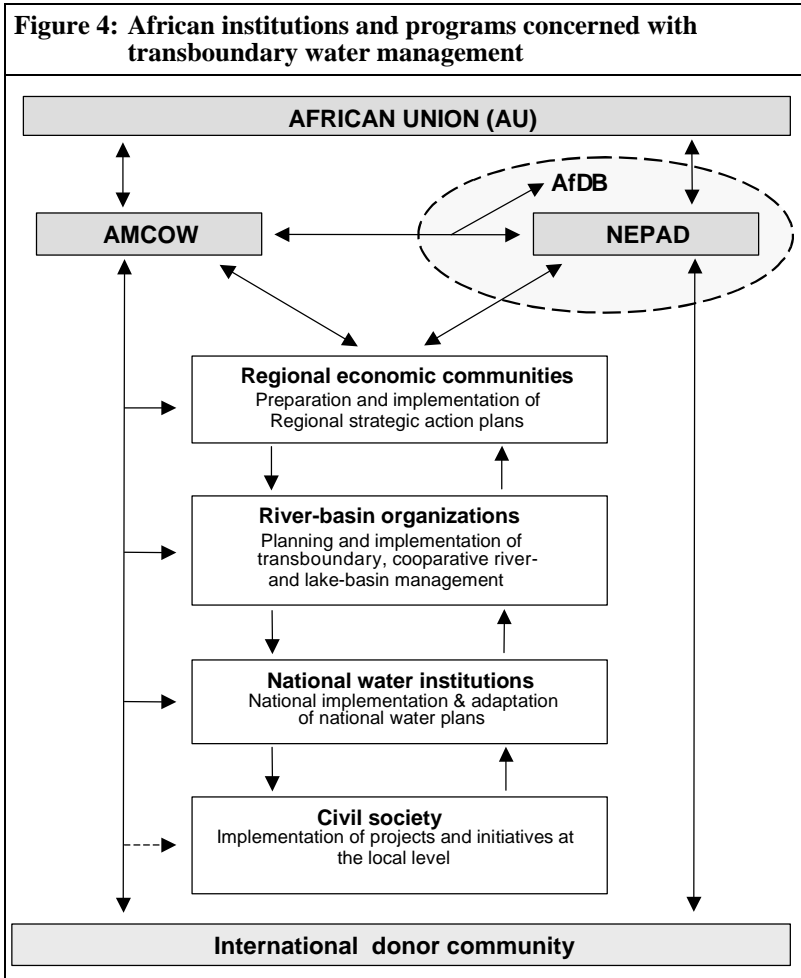 Figure 4: African institutions and programs concerned with
transboundary water management
AFRICAN UNION (AU)
AfDB
AMCOW
NEPAD
Regional economic communities
Preparation and implementation of
Regional strategic action plans
River-basin organizations
Planning and implementation of
transboundary, cooparative river-
and lake-basin management
National water institutions
National implementation & adaptation
of national water plans
Civil society
Implementation of projects and initiatives at
the local level
International donor community